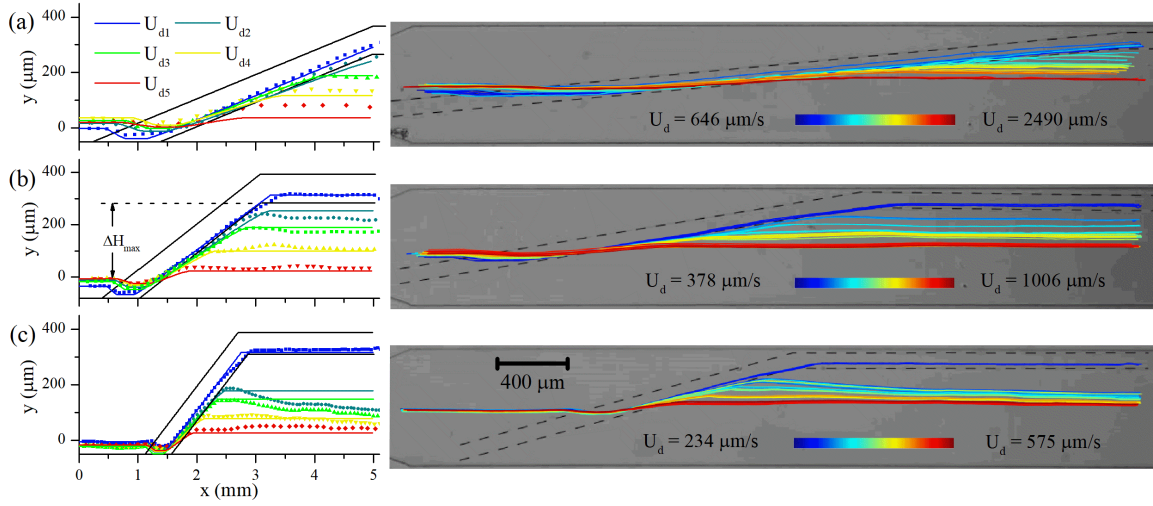 (a)
400
200
0
y (μm)
U_d1 U_d2
U_d3 U_d4
U_d5
U_d = 646 μm/s
U_d = 2490 μm/s
(b)
400
200
0
y (μm)
ΔH_max
U_d = 378 μm/s
U_d = 1006 μm/s
(c)
400
200
0
y (μm)
400 μm
U_d = 234 μm/s
U_d = 575 μm/s
0 1 2 3 4 5
x (mm)